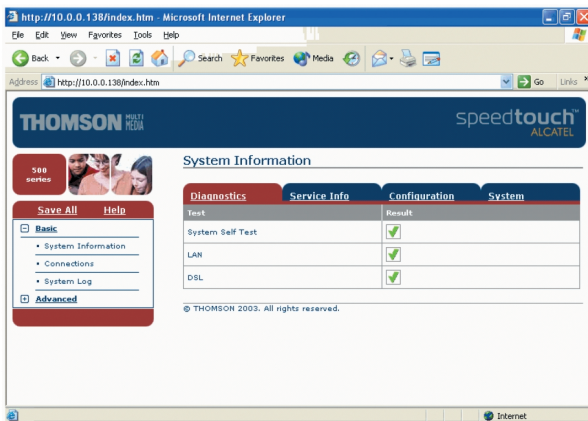 http://10.0.0.138/index.htm - Microsoft Internet Explorer
File Edit View Favorites Tools Help
Back Search Favorites Media
Address http://10.0.0.138/index.htm Go Links
THOMSON MULTI MEDIA
speedtouch™
ALCATEL
500 series
System Information
Diagnostics Service Info Configuration System
Save All Help
Test Result
Basic
System Self Test
System Information
LAN
Connections
DSL
System Log
Advanced
© THOMSON 2003. All rights reserved.
Internet